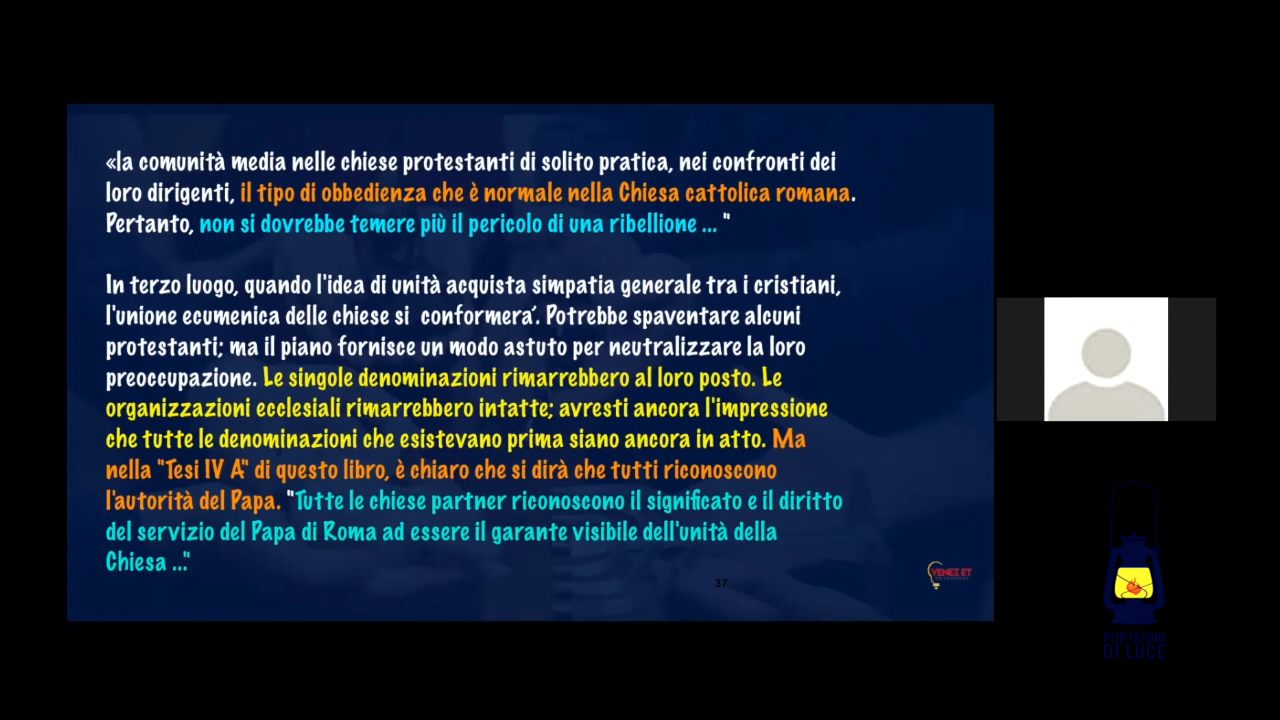 «la comunità media nelle chiese protestanti di solito pratica, nei confronti dei
loro dirigenti, il tipo di obbedienza che è normale nella Chiesa cattolica romana.
Pertanto, non si dovrebbe temere più il pericolo di una ribellione ... "
In terzo luogo, quando l'idea di unità acquista simpatia generale tra i cristiani,
l'unione ecumenica delle chiese si conformera´. Potrebbe spaventare alcuni
protestanti; ma il piano fornisce un modo astuto per neutralizzare la loro
preoccupazione. Le singole denominazioni rimarrebbero al loro posto. Le
organizzazioni ecclesiali rimarrebbero intatte; avresti ancora l'impressione
che tutte le denominazioni che esistevano prima siano ancora in atto. Ma
nella "Tesi IV A" di questo libro, è chiaro che si dirà che tutti riconoscono
l'autorità del Papa. "Tutte le chiese partner riconoscono il significato e il diritto
del servizio del Papa di Roma ad essere il garante visibile dell'unità della
Chiesa ..."
37
VENEZ ET
PORTATORI
DI LUCE